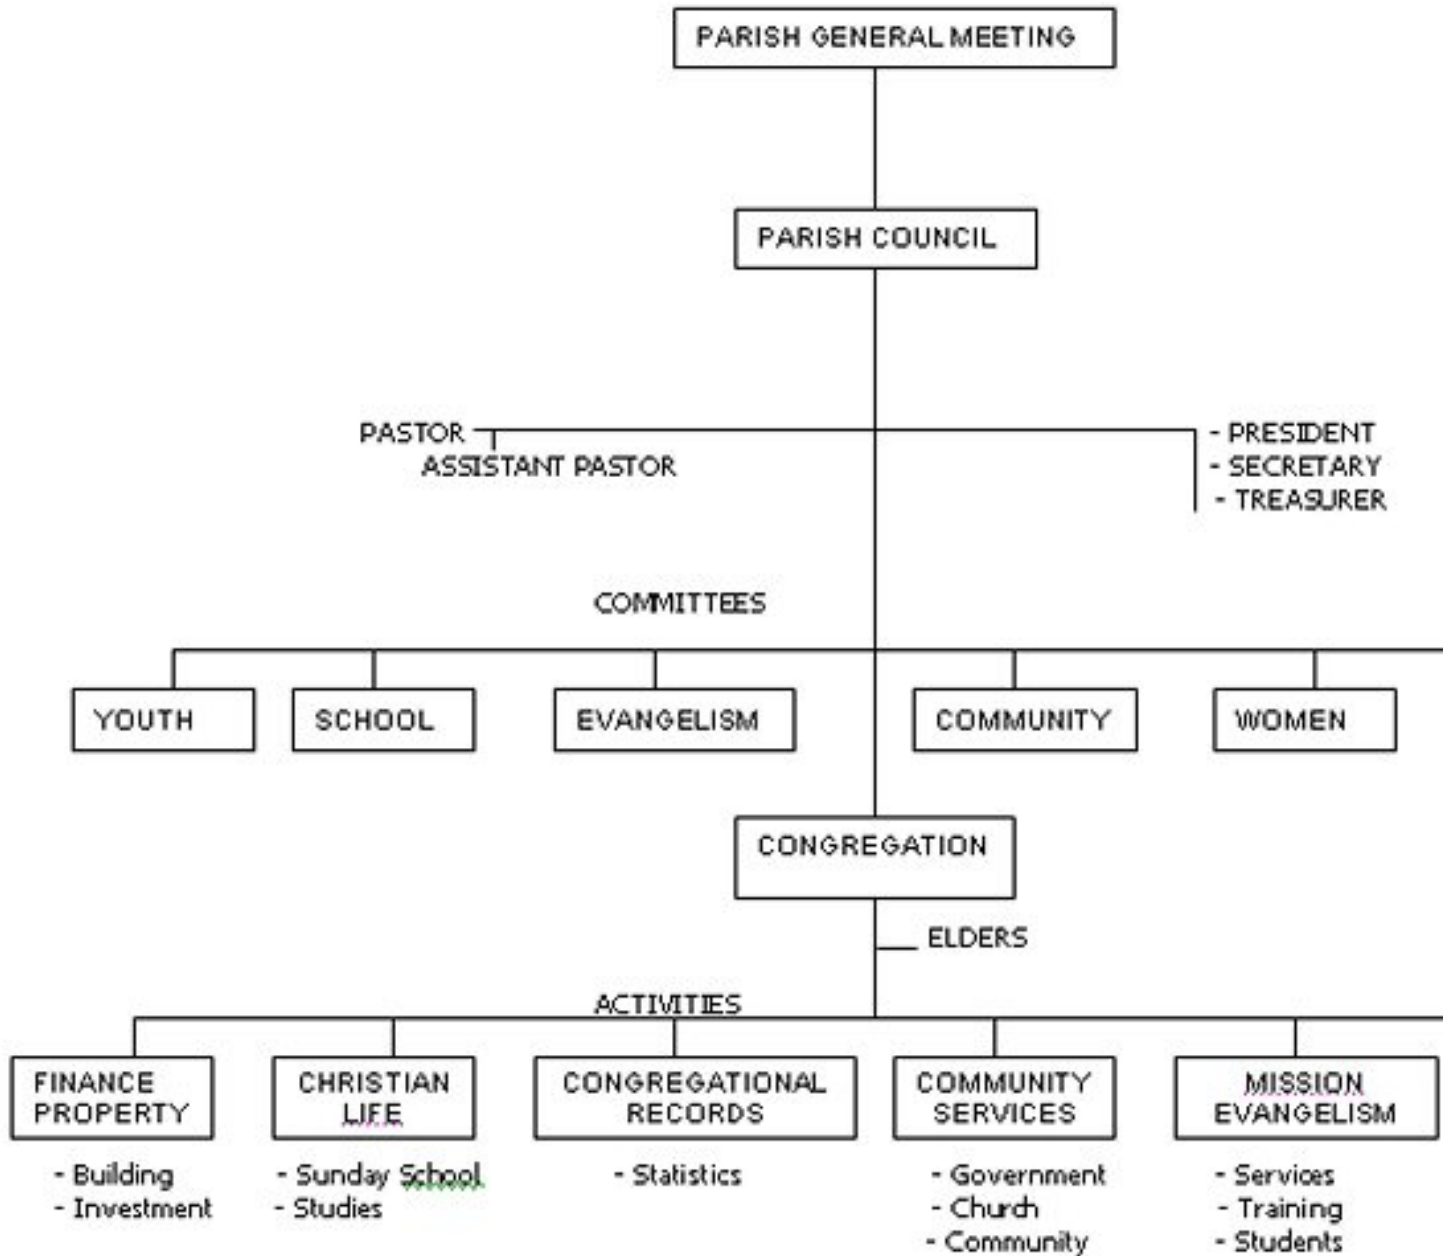 PARISH GENERAL MEETING
PARISH COUNCIL
PASTOR
ASSISTANT PASTOR
- PRESIDENT
- SECRETARY
- TREASURER
COMMITTEES
YOUTH
SCHOOL
EVANGELISM
COMMUNITY
WOMEN
CONGREGATION
ELDERS
ACTIVITIES
FINANCE
PROPERTY
- Building
- Investment
CHRISTIAN
LIFE
- Sunday School
- Studies
CONGREGATIONAL
RECORDS
- Statistics
COMMUNITY
SERVICES
- Government
- Church
- Community
MISSION
EVANGELISM
- Services
- Training
- Students